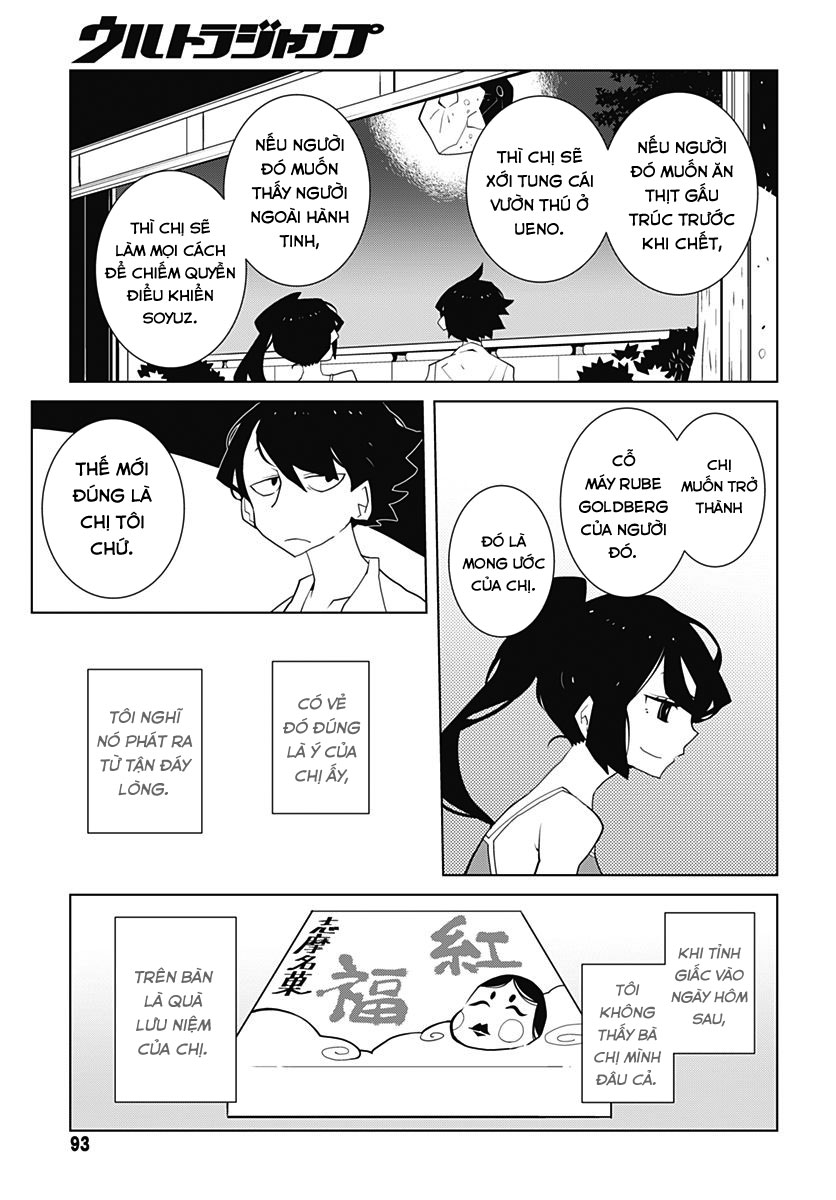 ウルトラジャンプ
NẾU NGƯỜI
ĐÓ MUỐN ĂN
THỊT GẤU
TRÚC TRƯỚC
KHI CHẾT,
THÌ CHỊ SẼ
XỚI TUNG CÁI
VƯỜN THÚ Ở
UENO.
NẾU NGƯỜI
ĐÓ MUỐN
THẤY NGƯỜI
NGOÀI HÀNH
TINH,
THÌ CHỊ SẼ
LÀM MỌI CÁCH
ĐỂ CHIẾM QUYỀN
ĐIỀU KHIỂN
SOYUZ.
CHỊ
MUỐN TRỞ
THÀNH
CỖ
MÁY RUBE
GOLDBERG
CỦA NGƯỜI
ĐÓ.
ĐÓ LÀ
MONG ƯỚC
CỦA CHỊ.
THẾ MỚI
ĐÚNG LÀ
CHỊ TÔI
CHỨ.
CÓ VẺ
ĐÓ ĐÚNG
LÀ Ý CỦA
CHỊ ẤY,
TÔI NGHĨ
NÓ PHÁT RA
TỪ TẬN ĐÁY
LÒNG.
KHI TỈNH
GIẤC VÀO
NGÀY HÔM
SAU,
TÔI
KHÔNG
THẤY BÀ
CHỊ MÌNH
ĐÂU CẢ.
紅福
志摩名菓
TRÊN BÀN
LÀ QUÀ
LƯU NIỆM
CỦA CHỊ.
93